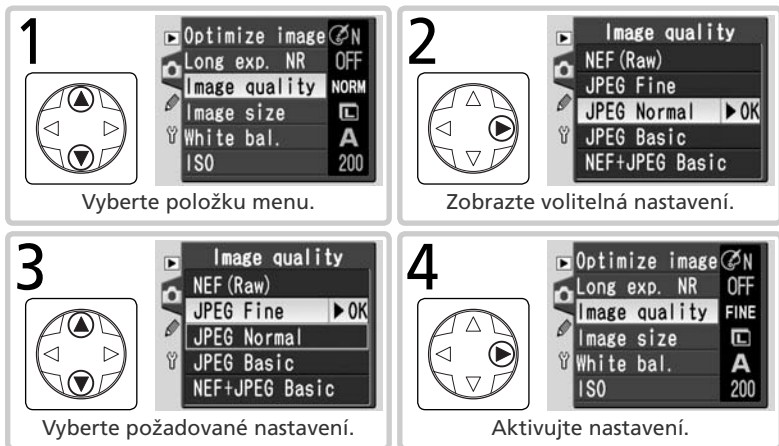 1
Optimize image N
Long exp. NR OFF
Image quality NORM
Image size L
White bal. A
ISO 200
Vyberte položku menu.
2
Image quality
NEF(Raw)
JPEG Fine
JPEG Normal OK
JPEG Basic
NEF+JPEG Basic
Zobrazte volitelná nastavení.
3
Image quality
NEF(Raw)
JPEG Fine OK
JPEG Normal
JPEG Basic
NEF+JPEG Basic
Vyberte požadované nastavení.
4
Optimize image N
Long exp. NR OFF
Image quality FINE
Image size L
White bal. A
ISO 200
Aktivujte nastavení.